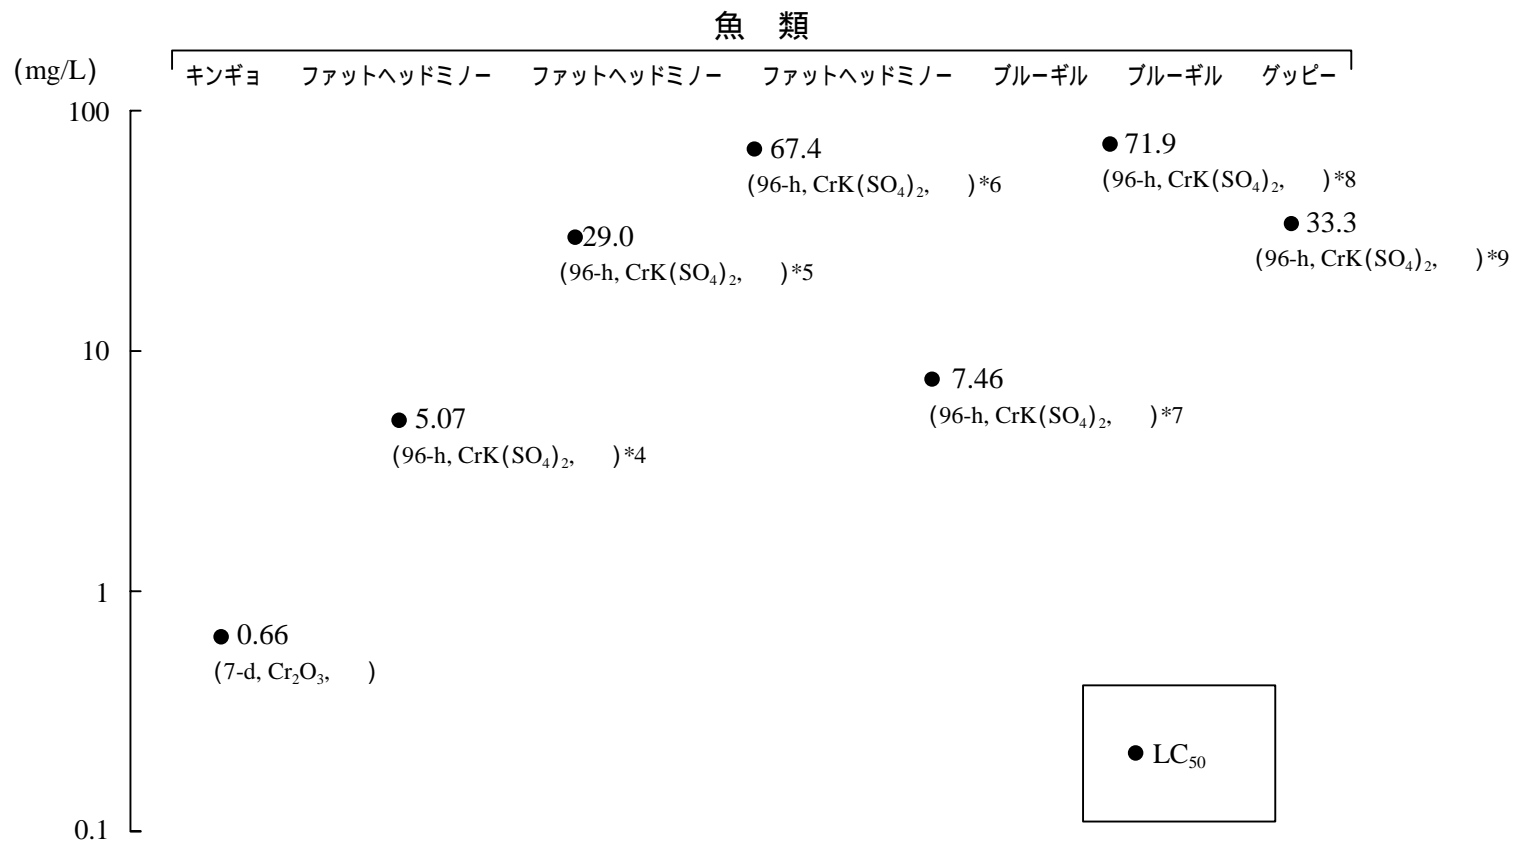 魚 類
(mg/L)
キンギョ ファットヘッドミノー ファットヘッドミノー ファットヘッドミノー ブルーギル ブルーギル グッピー
100
67.4
(96-h, CrK(SO₄)₂, )*6
71.9
(96-h, CrK(SO₄)₂, )*8
29.0
(96-h, CrK(SO₄)₂, )*5
33.3
(96-h, CrK(SO₄)₂, )*9
10
5.07
(96-h, CrK(SO₄)₂, )*4
7.46
(96-h, CrK(SO₄)₂, )*7
1
0.66
(7-d, Cr₂O₃, )
LC₅₀
0.1